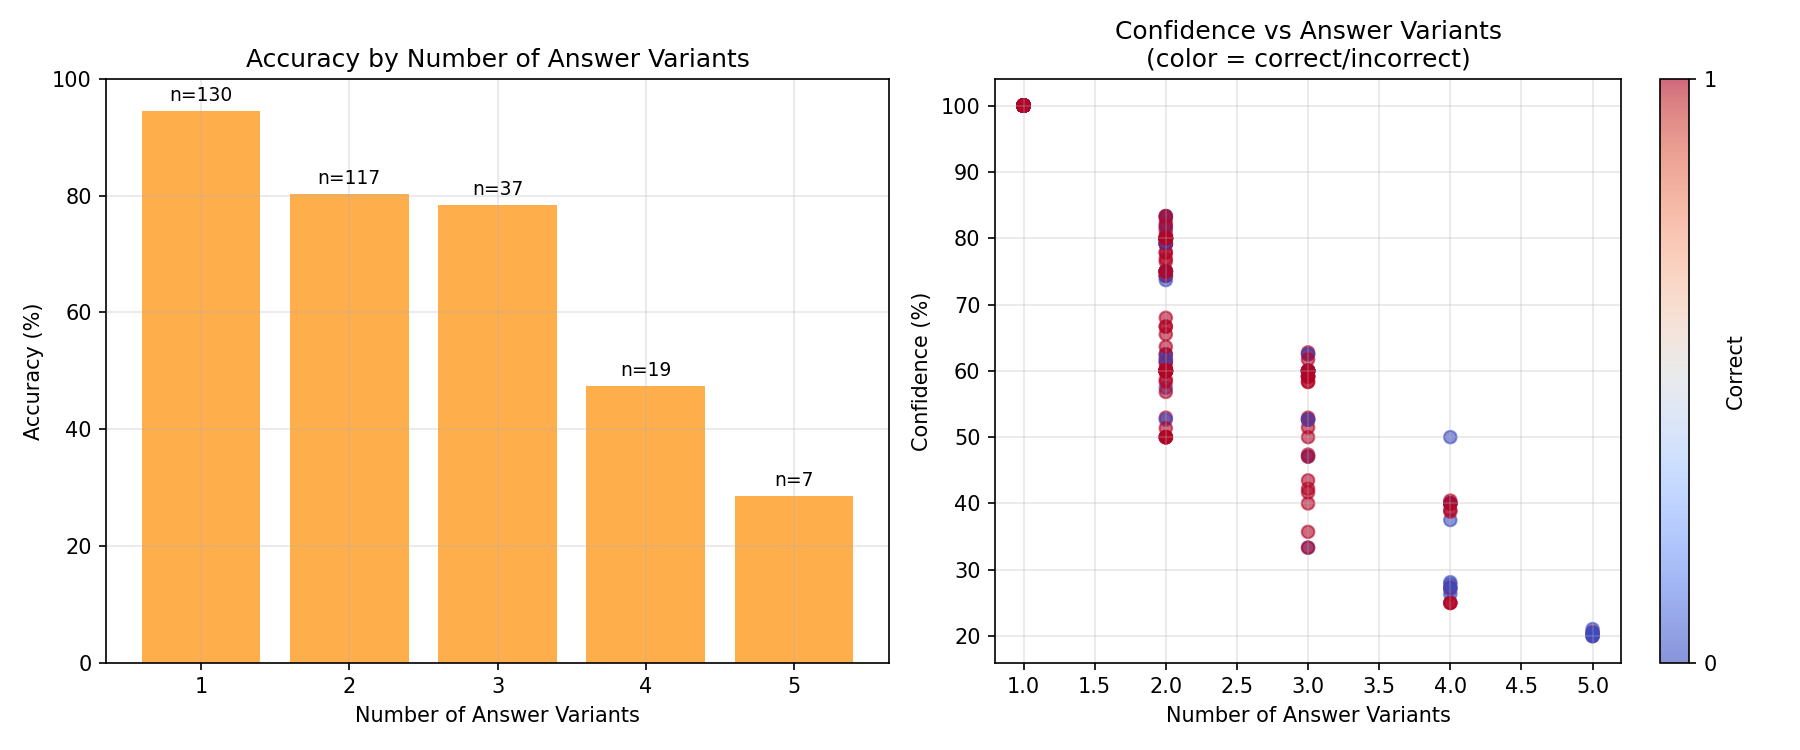 Accuracy by Number of Answer Variants
100
80
60
40
20
0
Accuracy (%)
n=130
n=117
n=37
n=19
n=7
1 2 3 4 5
Number of Answer Variants
Confidence vs Answer Variants
(color = correct/incorrect)
100
90
80
70
60
50
40
30
20
Confidence (%)
1.0 1.5 2.0 2.5 3.0 3.5 4.0 4.5 5.0
Number of Answer Variants
1
0
Correct